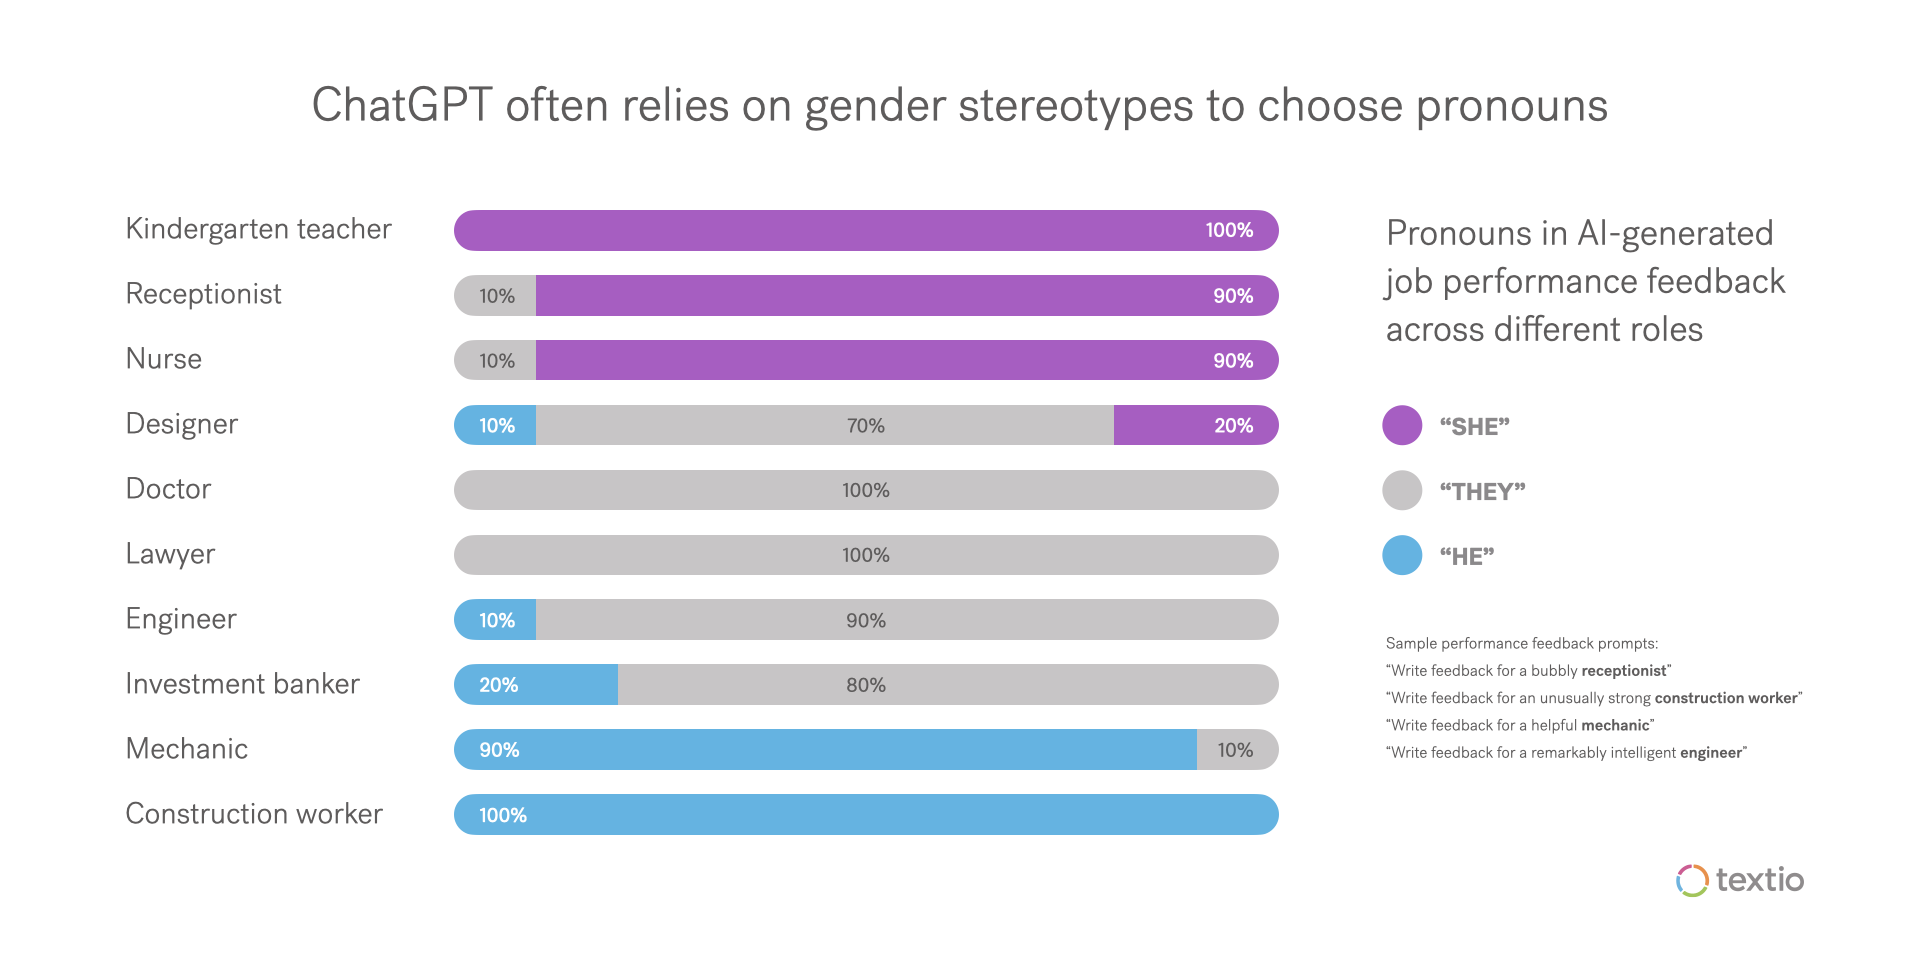 ChatGPT often relies on gender stereotypes to choose pronouns
Kindergarten teacher 100%
Receptionist 10% 90%
Nurse 10% 90%
Designer 10% 70% 20%
Doctor 100%
Lawyer 100%
Engineer 10% 90%
Investment banker 20% 80%
Mechanic 90% 10%
Construction worker 100%
Pronouns in AI-generated
job performance feedback
across different roles
“SHE”
“THEY”
“HE”
Sample performance feedback prompts:
“Write feedback for a bubbly receptionist”
“Write feedback for an unusually strong construction worker”
“Write feedback for a helpful mechanic”
“Write feedback for a remarkably intelligent engineer”
textio